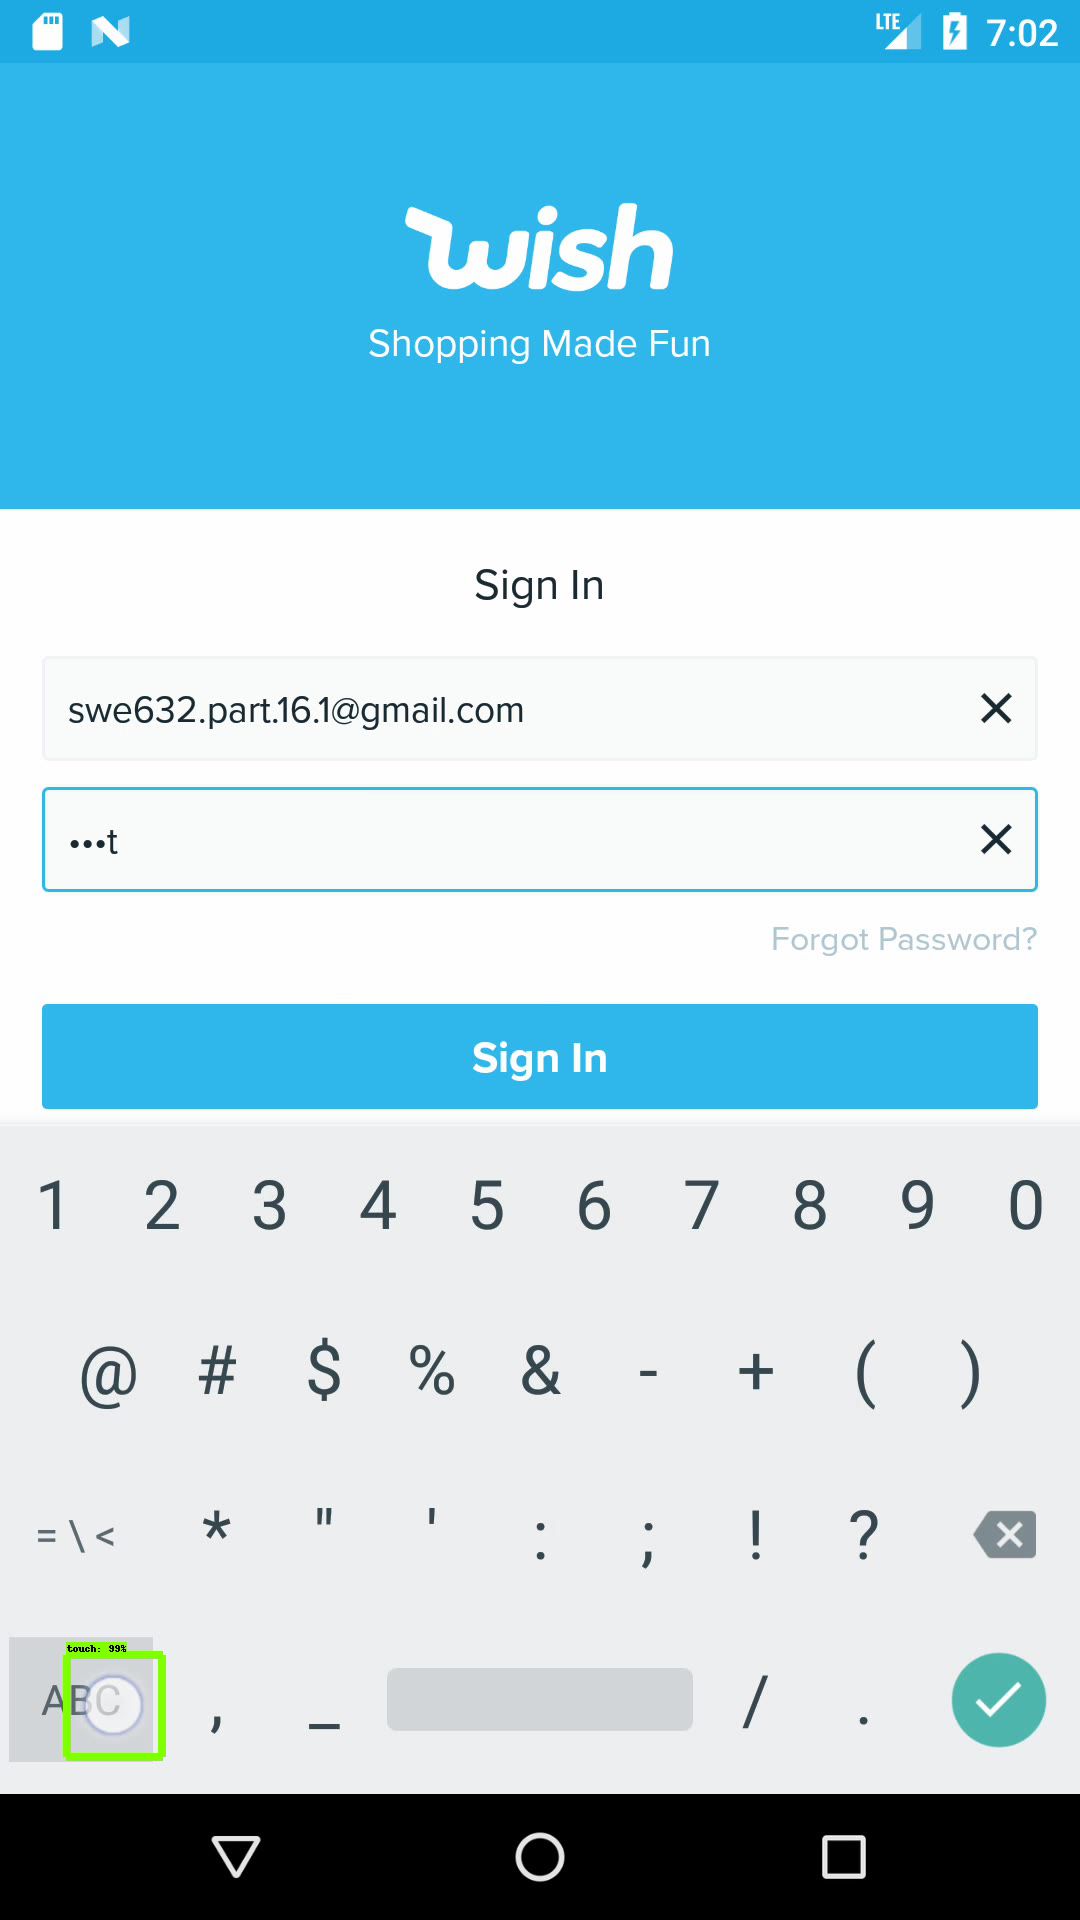 LTE 7:02
wish
Shopping Made Fun
Sign In
swe632.part.16.1@gmail.com
•••t
Forgot Password?
Sign In
1 2 3 4 5 6 7 8 9 0
@ # $ % & - + ( )
= \ < * " ' : ; ! ?
touch: 99%
ABC , _ / .